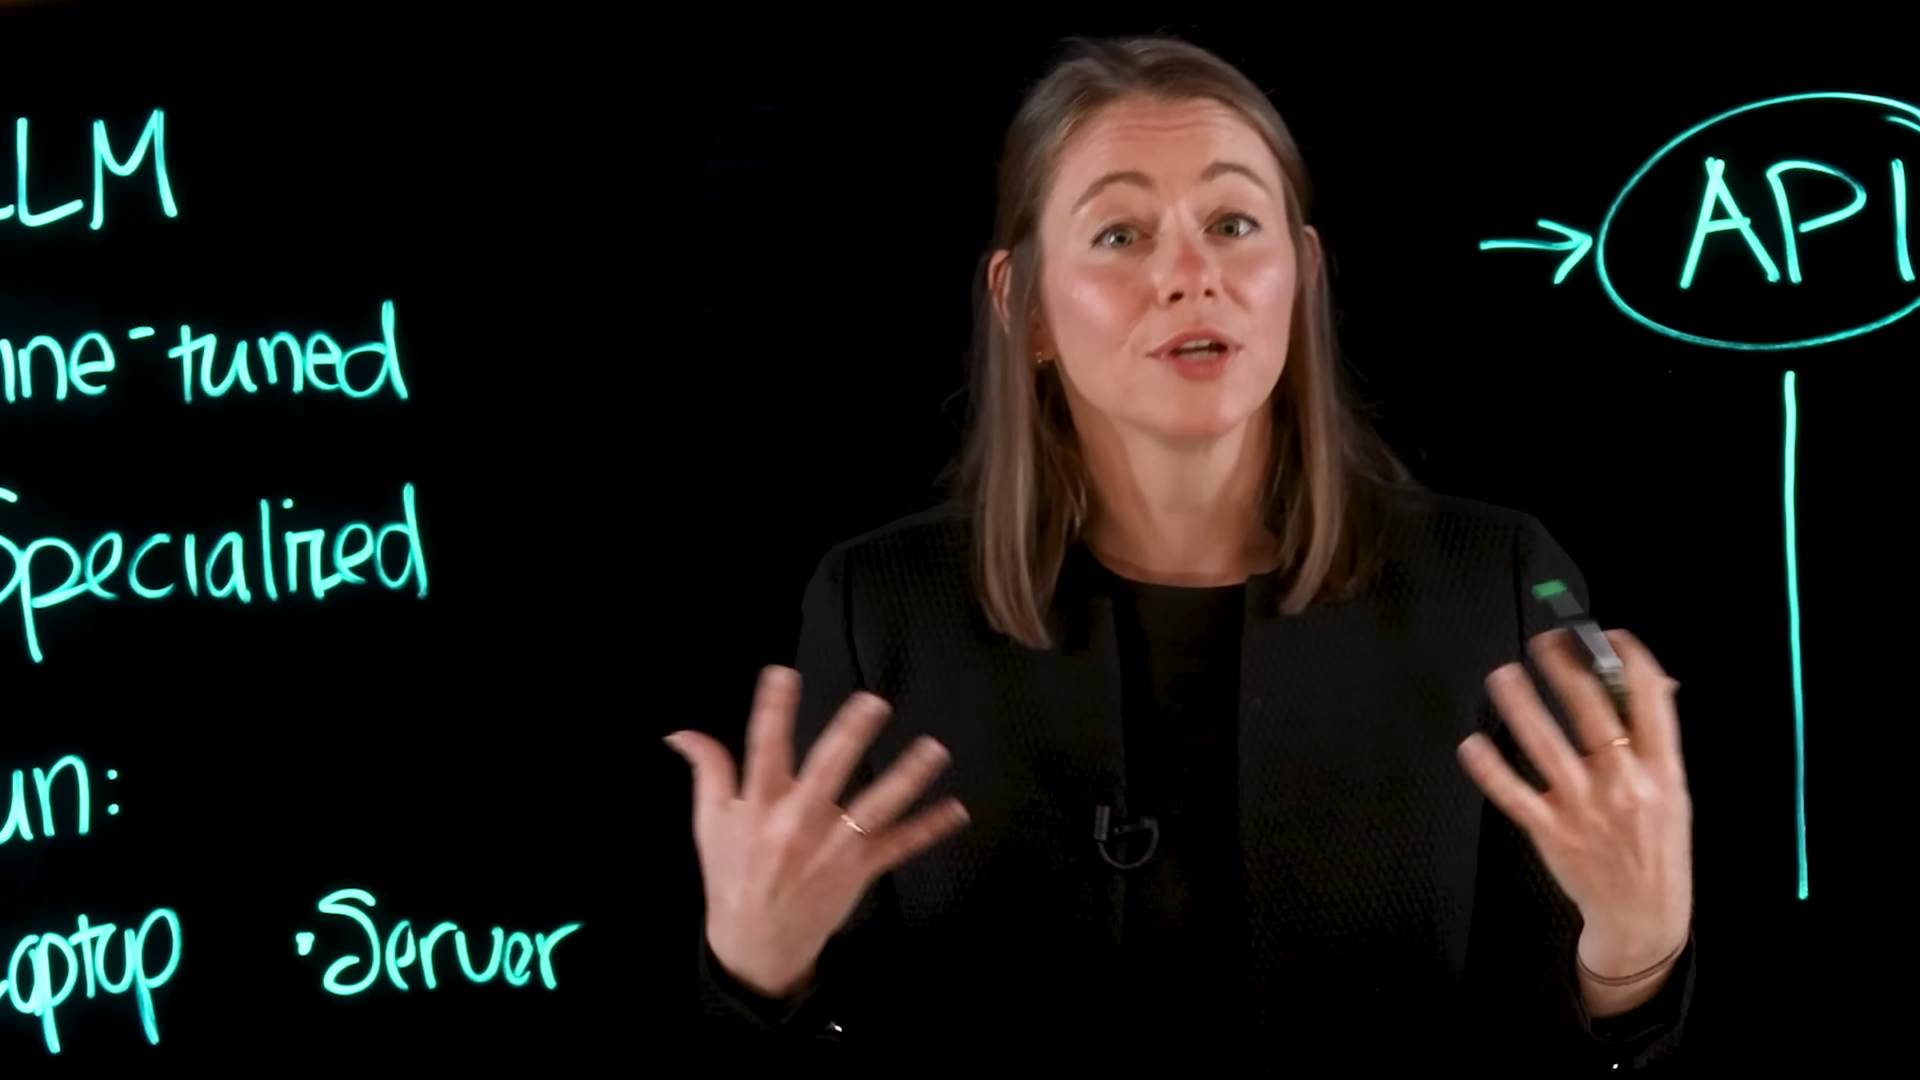 LLM
ine-tuned
Specialized
un:
aptop · Server
→ API